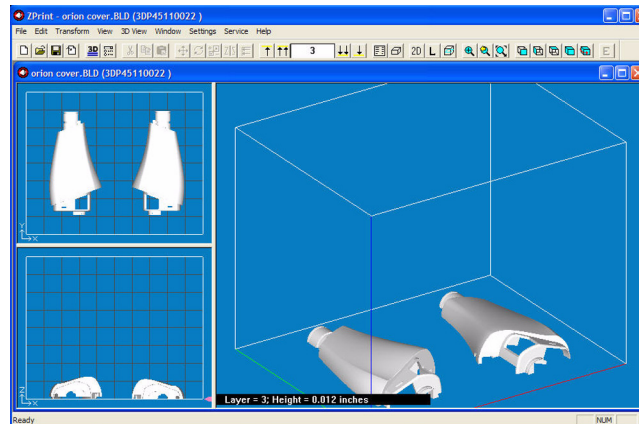 ZPrint - orion cover.BLD (3DP45110022 )
File Edit Transform View 3D View Window Settings Service Help
3D 3 2D L E
orion cover.BLD (3DP45110022 )
Y
X
Z
X
Layer = 3; Height = 0.012 inches
Ready NUM